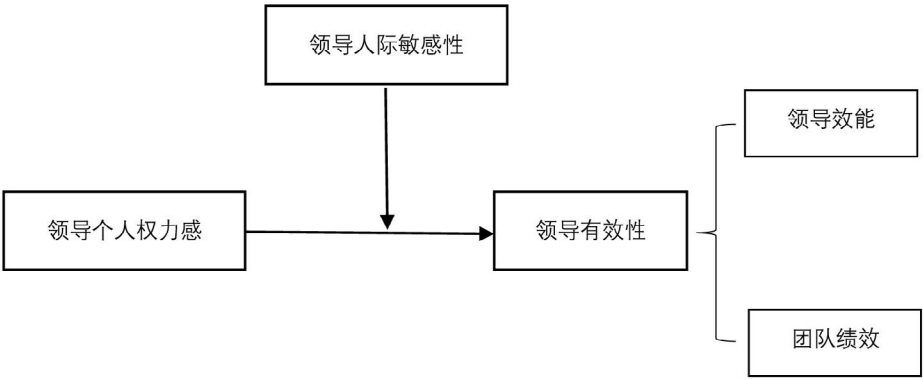 领导人际敏感性
领导效能
领导个人权力感
领导有效性
团队绩效